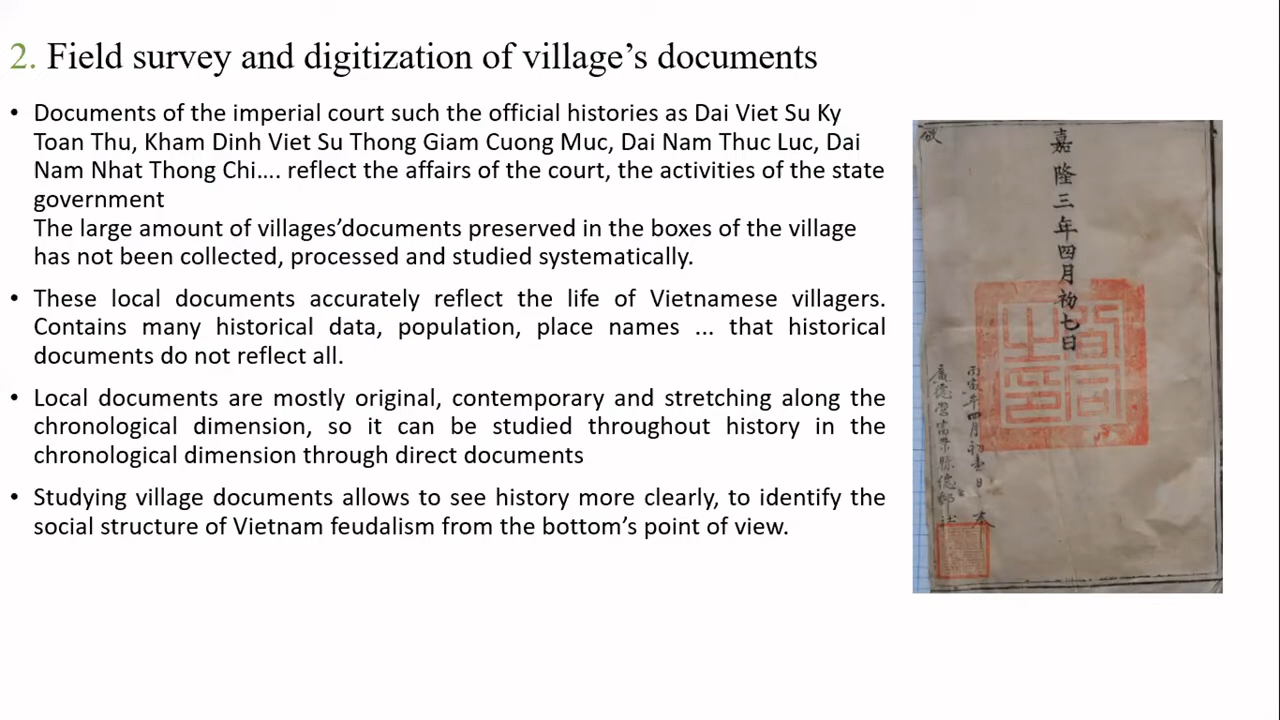 2. Field survey and digitization of village’s documents
• Documents of the imperial court such the official histories as Dai Viet Su Ky
Toan Thu, Kham Dinh Viet Su Thong Giam Cuong Muc, Dai Nam Thuc Luc, Dai
Nam Nhat Thong Chi…. reflect the affairs of the court, the activities of the state
government
The large amount of villages’documents preserved in the boxes of the village
has not been collected, processed and studied systematically.
• These local documents accurately reflect the life of Vietnamese villagers.
Contains many historical data, population, place names ... that historical
documents do not reflect all.
• Local documents are mostly original, contemporary and stretching along the
chronological dimension, so it can be studied throughout history in the
chronological dimension through direct documents
• Studying village documents allows to see history more clearly, to identify the
social structure of Vietnam feudalism from the bottom’s point of view.
嘉隆三年四月初七日
丙寅年四月初壹日